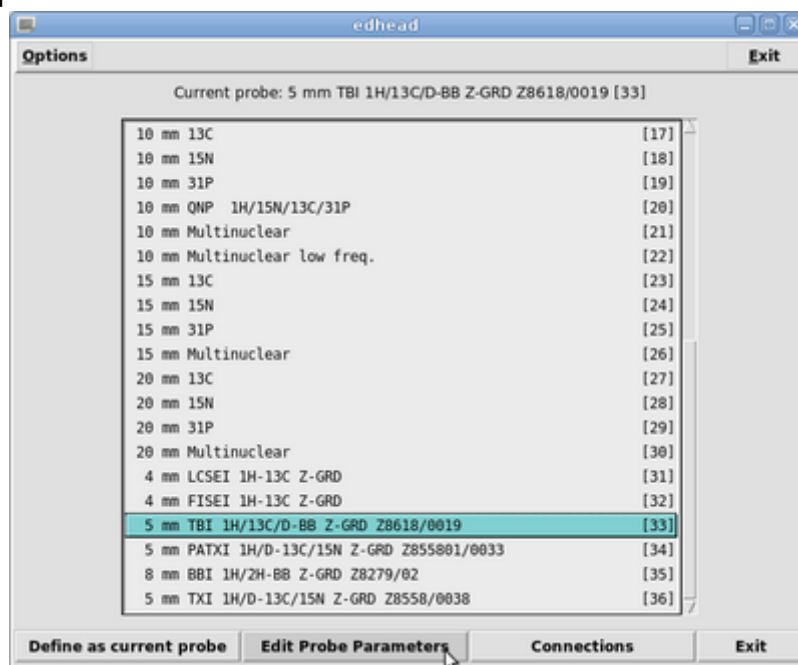 edhead
Options Exit
Current probe: 5 mm TBI 1H/13C/D-BB Z-GRD Z8618/0019 [33]
10 mm 13C [17]
10 mm 15N [18]
10 mm 31P [19]
10 mm QNP 1H/15N/13C/31P [20]
10 mm Multinuclear [21]
10 mm Multinuclear low freq. [22]
15 mm 13C [23]
15 mm 15N [24]
15 mm 31P [25]
15 mm Multinuclear [26]
20 mm 13C [27]
20 mm 15N [28]
20 mm 31P [29]
20 mm Multinuclear [30]
4 mm LCSEI 1H-13C Z-GRD [31]
4 mm FISEI 1H-13C Z-GRD [32]
5 mm TBI 1H/13C/D-BB Z-GRD Z8618/0019 [33]
5 mm PATXI 1H/D-13C/15N Z-GRD Z855801/0033 [34]
8 mm BBI 1H/2H-BB Z-GRD Z8279/02 [35]
5 mm TXI 1H/D-13C/15N Z-GRD Z8558/0038 [36]
Define as current probe Edit Probe Parameters Connections Exit